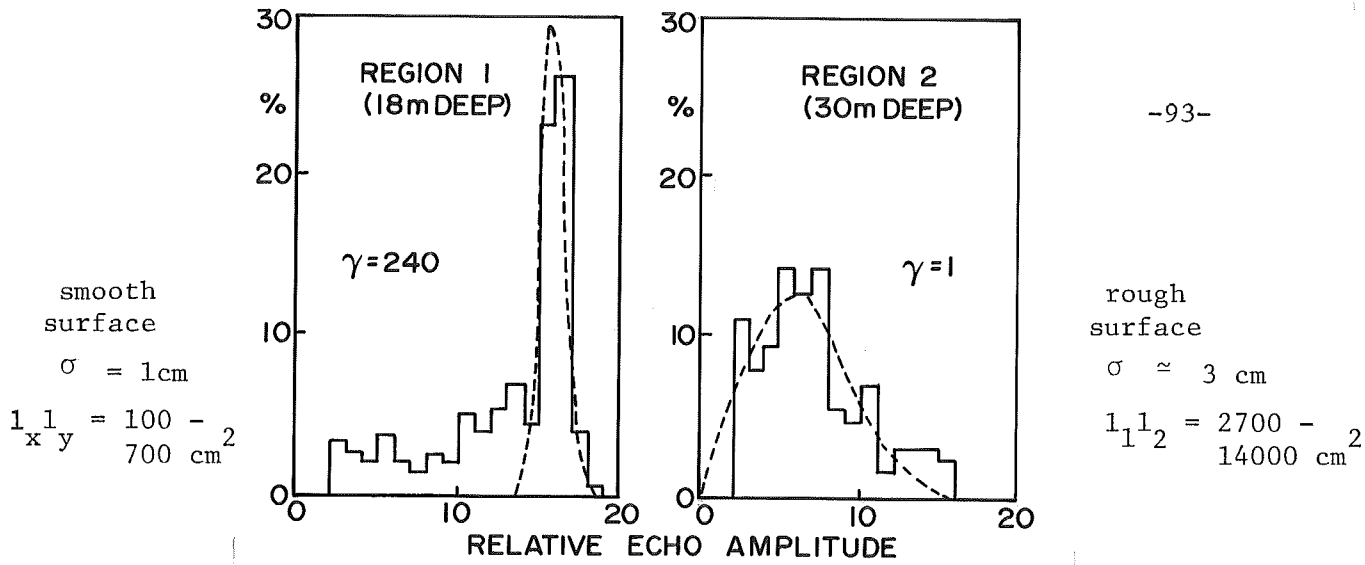 smooth
surface
σ = 1cm
1x1y = 100 -
700 cm2
30
%
20
10
0
REGION 1
(18m DEEP)
γ=240
0
10
20
30
%
20
10
0
REGION 2
(30m DEEP)
γ=1
0
10
20
RELATIVE ECHO AMPLITUDE
-93-
rough
surface
σ ≃ 3 cm
1112 = 2700 -
14000 cm2